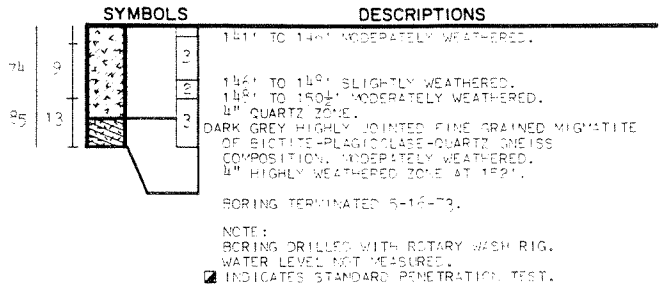 SYMBOLS DESCRIPTIONS
141' TO 146' MODERATELY WEATHERED.
74 9 3
146' TO 148' SLIGHTLY WEATHERED.
2
148' TO 150½' MODERATELY WEATHERED.
4" QUARTZ ZONE.
85 13 3
DARK GREY HIGHLY JOINTED FINE GRAINED MIGMATITE
OF BIOTITE-PLAGIOCLASE-QUARTZ GNEISS
COMPOSITION. MODERATELY WEATHERED.
4" HIGHLY WEATHERED ZONE AT 152'.
BORING TERMINATED 5-16-73.
NOTE:
BORING DRILLED WITH ROTARY WASH RIG.
WATER LEVEL NOT MEASURED.
INDICATES STANDARD PENETRATION TEST.